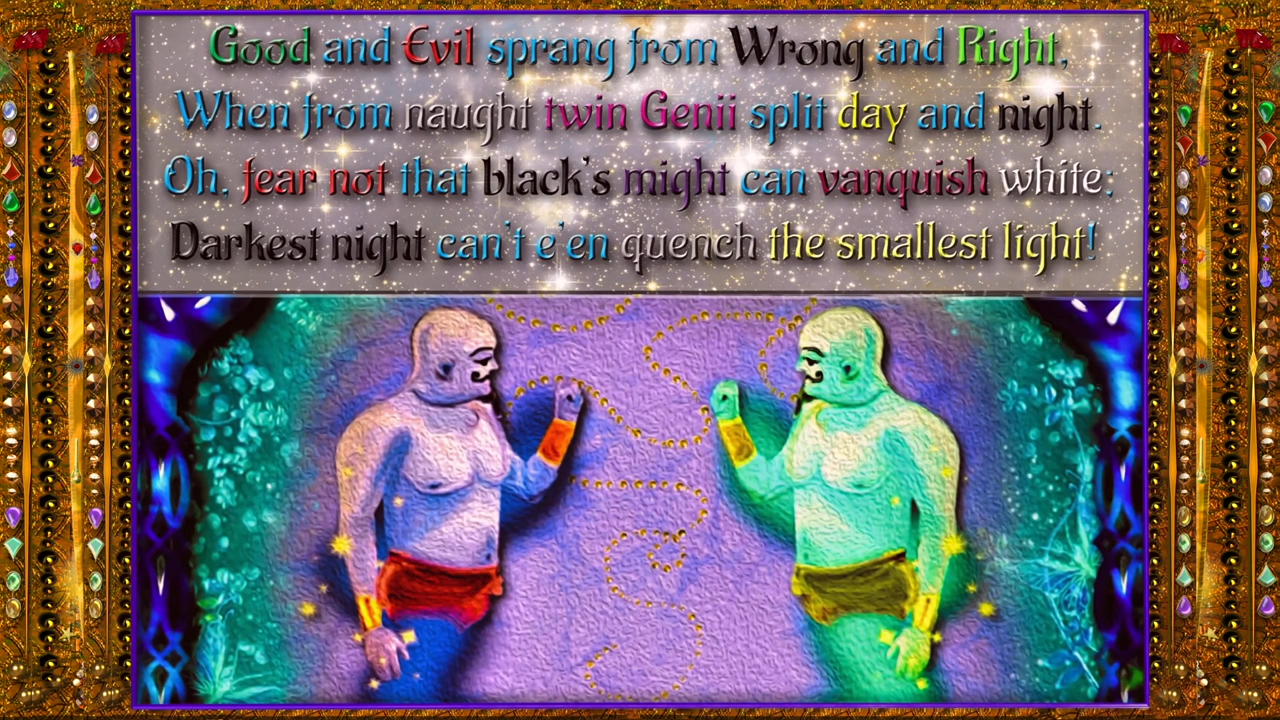 Good and Evil sprang from Wrong and Right,
When from naught twin Genii split day and night.
Oh, fear not that black's might can vanquish white;
Darkest night can't e'en quench the smallest light!